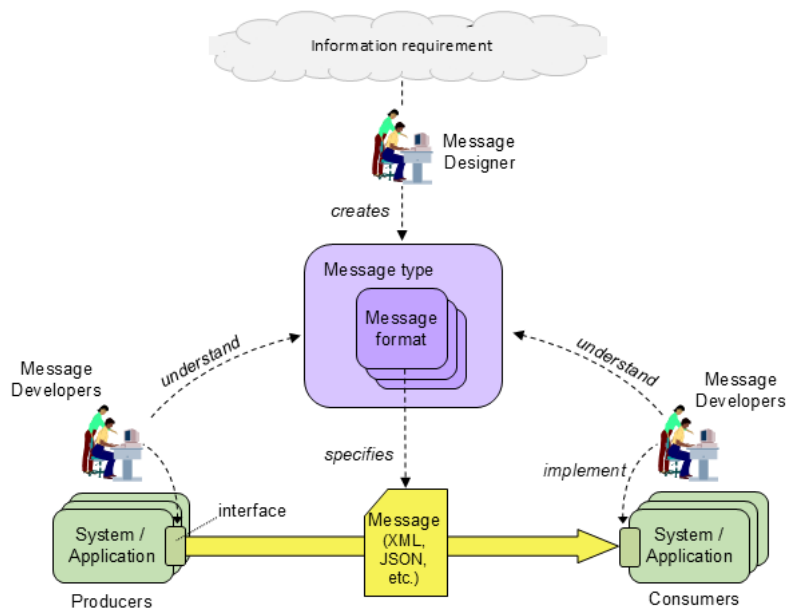 Information requirement
Message
Designer
creates
Message type
Message
format
understand
understand
Message
Developers
Message
Developers
specifies
implement
interface
System /
Application
Message
(XML,
JSON,
etc.)
System /
Application
Producers
Consumers